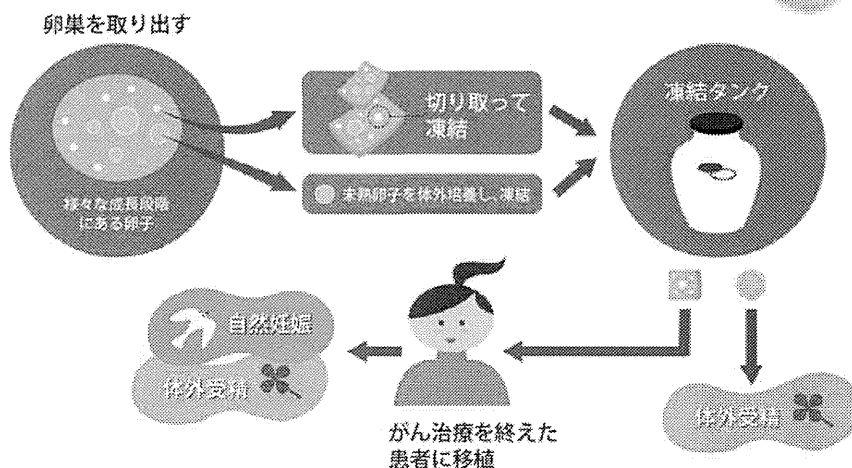 卵巣を取り出す
様々な成長段階
にある卵子
切り取って
凍結
未熟卵子を体外培養し、凍結
凍結タンク
自然妊娠
体外受精
がん治療を終えた
患者に移植
体外受精